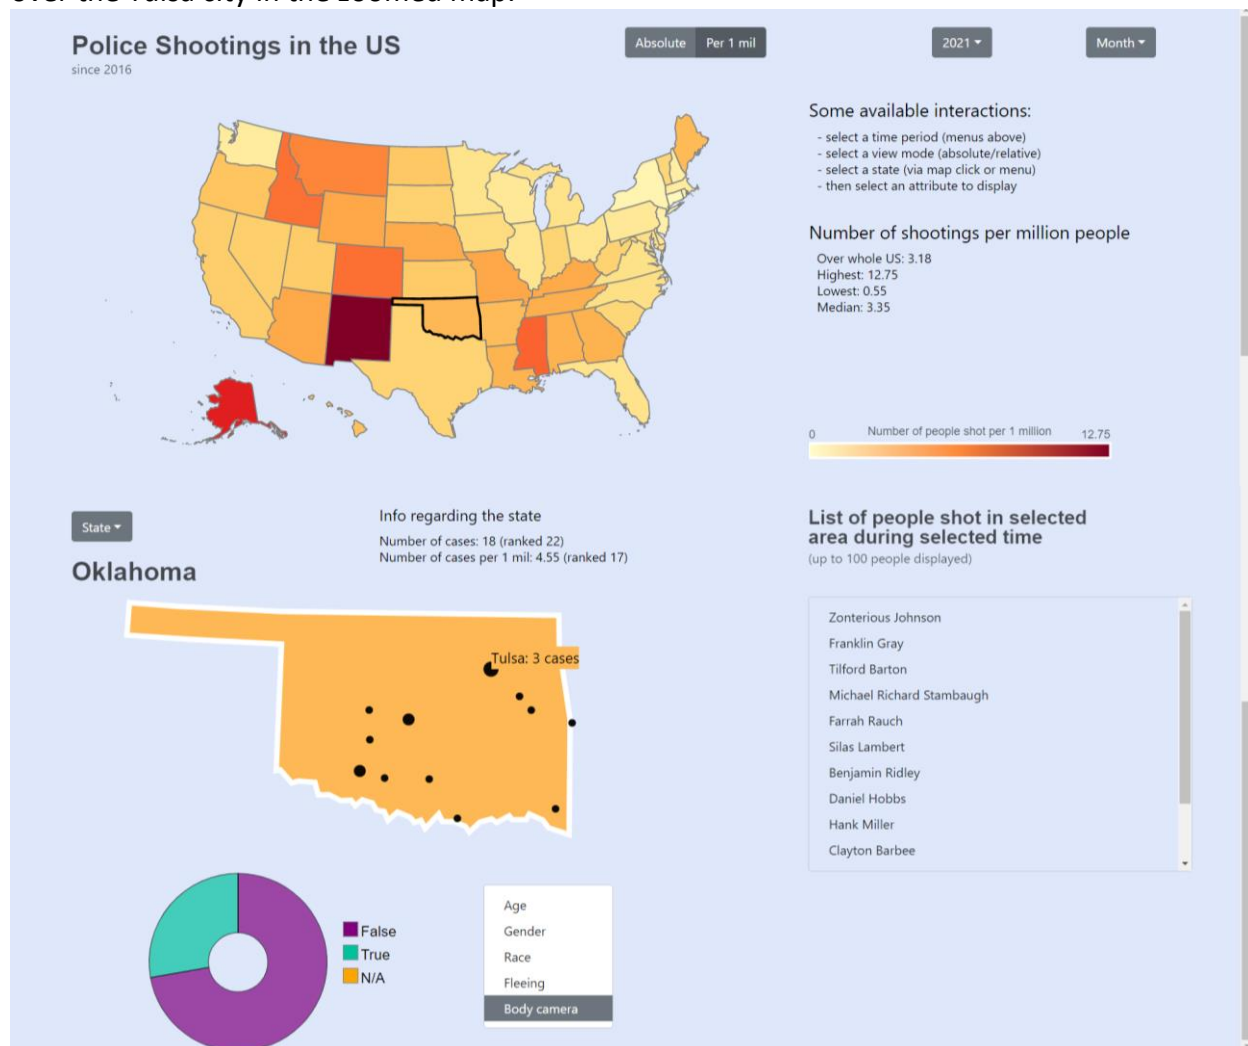 over the Tulsa city in the zoomed map.
Police Shootings in the US
since 2016
Absolute Per 1 mil
2021
Month
Some available interactions:
- select a time period (menus above)
- select a view mode (absolute/relative)
- select a state (via map click or menu)
- then select an attribute to display
Number of shootings per million people
Over whole US: 3.18
Highest: 12.75
Lowest: 0.55
Median: 3.35
0 Number of people shot per 1 million 12.75
State
Info regarding the state
Number of cases: 18 (ranked 22)
Number of cases per 1 mil: 4.55 (ranked 17)
Oklahoma
Tulsa: 3 cases
List of people shot in selected
area during selected time
(up to 100 people displayed)
Zonterious Johnson
Franklin Gray
Tilford Barton
Michael Richard Stambaugh
Farrah Rauch
Silas Lambert
Benjamin Ridley
Daniel Hobbs
Hank Miller
Clayton Barbee
False
True
N/A
Age
Gender
Race
Fleeing
Body camera